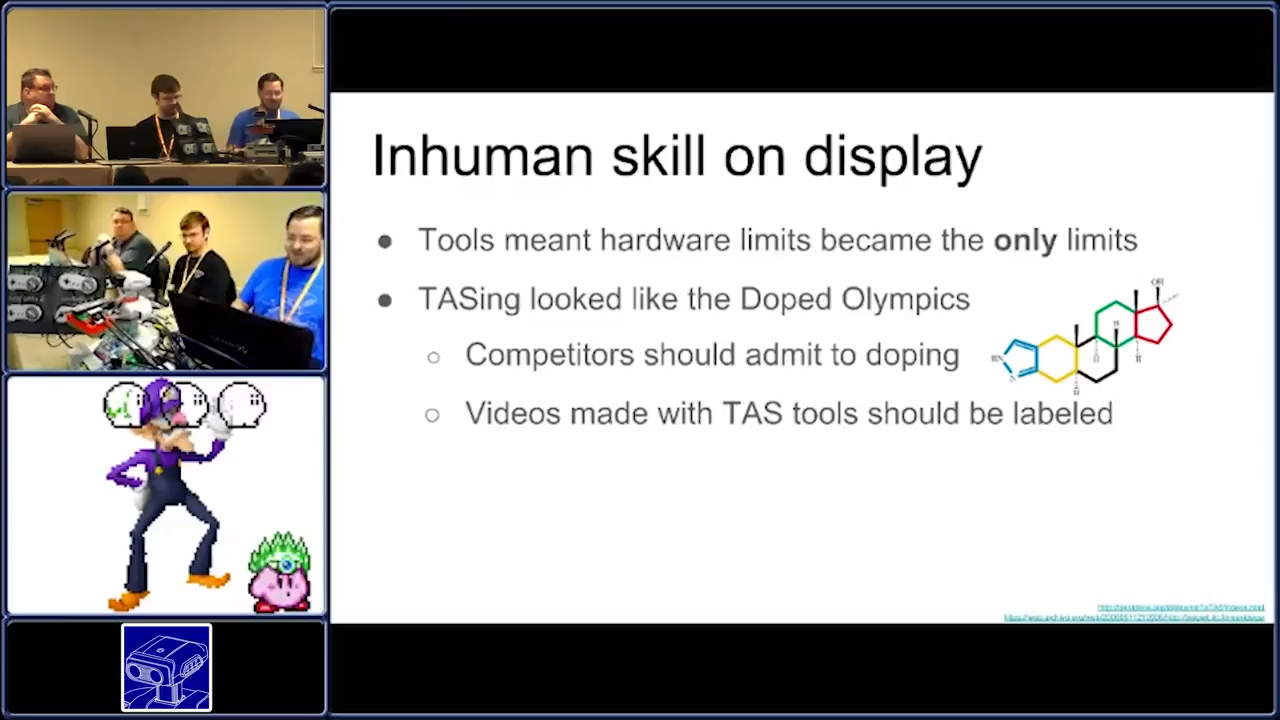 Inhuman skill on display
Tools meant hardware limits became the only limits
TASing looked like the Doped Olympics
Competitors should admit to doping
Videos made with TAS tools should be labeled
OH
H
H
H
H